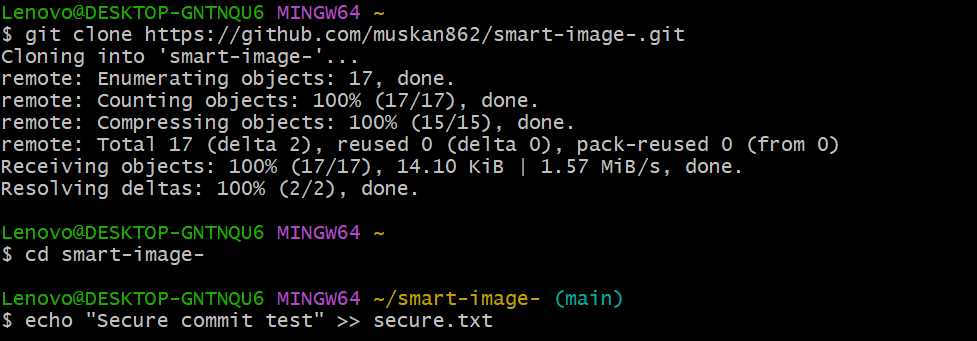 Lenovo@DESKTOP-GNTNQU6 MINGW64 ~
$ git clone https://github.com/muskan862/smart-image-.git
Cloning into 'smart-image-'...
remote: Enumerating objects: 17, done.
remote: Counting objects: 100% (17/17), done.
remote: Compressing objects: 100% (15/15), done.
remote: Total 17 (delta 2), reused 0 (delta 0), pack-reused 0 (from 0)
Receiving objects: 100% (17/17), 14.10 KiB | 1.57 MiB/s, done.
Resolving deltas: 100% (2/2), done.
Lenovo@DESKTOP-GNTNQU6 MINGW64 ~
$ cd smart-image-
Lenovo@DESKTOP-GNTNQU6 MINGW64 ~/smart-image- (main)
$ echo "Secure commit test" >> secure.txt